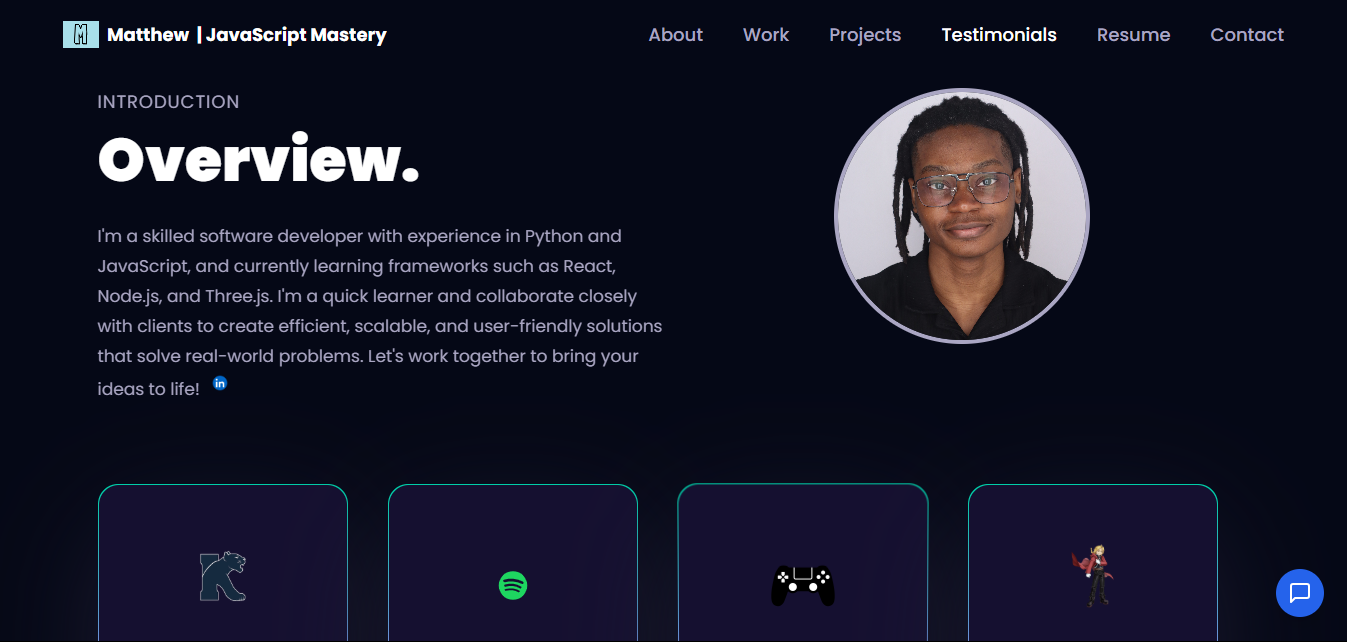 M
Matthew | JavaScript Mastery
About Work Projects Testimonials Resume Contact
INTRODUCTION
Overview.
I'm a skilled software developer with experience in Python and
JavaScript, and currently learning frameworks such as React,
Node.js, and Three.js. I'm a quick learner and collaborate closely
with clients to create efficient, scalable, and user-friendly solutions
that solve real-world problems. Let's work together to bring your
ideas to life! in
K